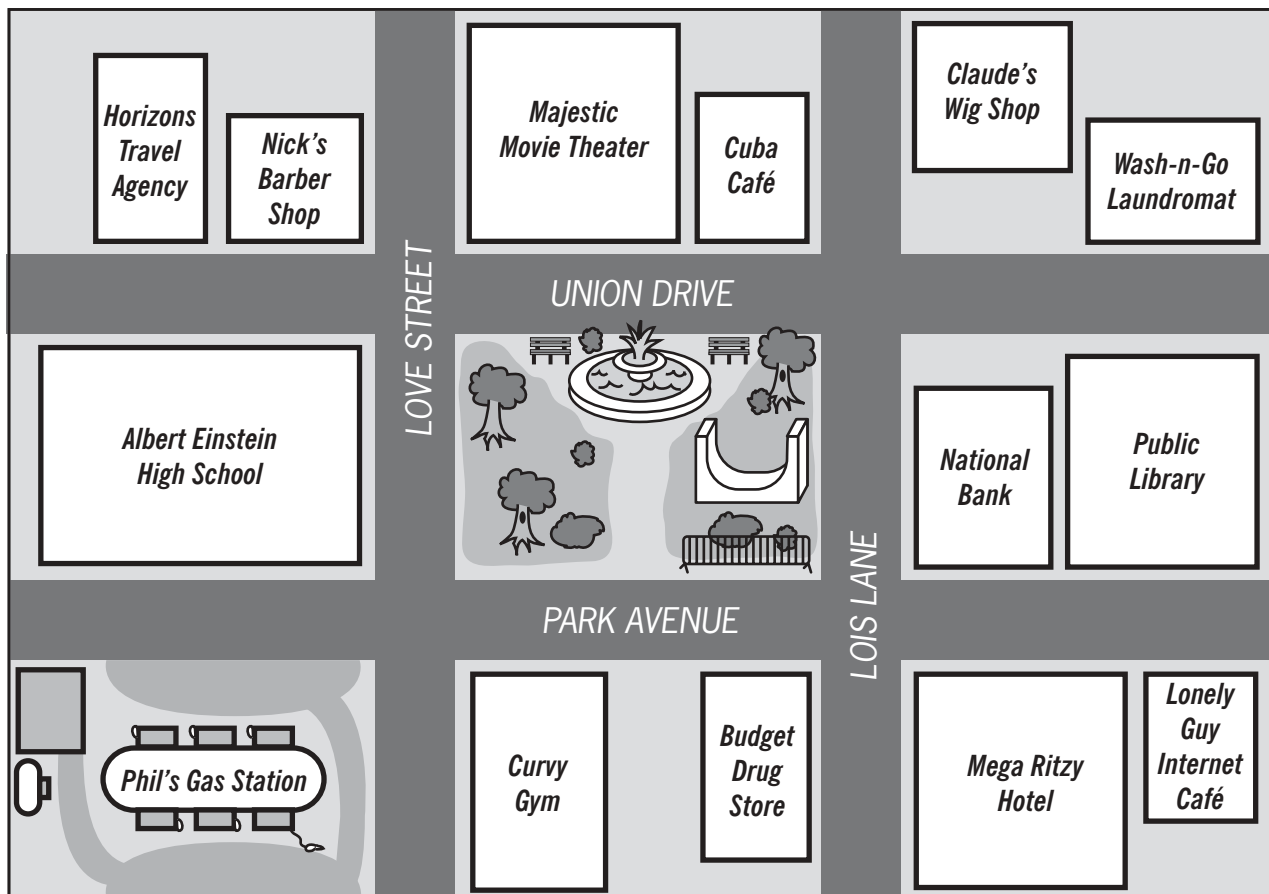 Horizons
Travel
Agency
Nick's
Barber
Shop
Majestic
Movie Theater
Cuba
Café
Claude's
Wig Shop
Wash-n-Go
Laundromat
LOVE STREET
UNION DRIVE
Albert Einstein
High School
National
Bank
Public
Library
PARK AVENUE
LOIS LANE
Phil's Gas Station
Curvy
Gym
Budget
Drug
Store
Mega Ritzy
Hotel
Lonely
Guy
Internet
Café